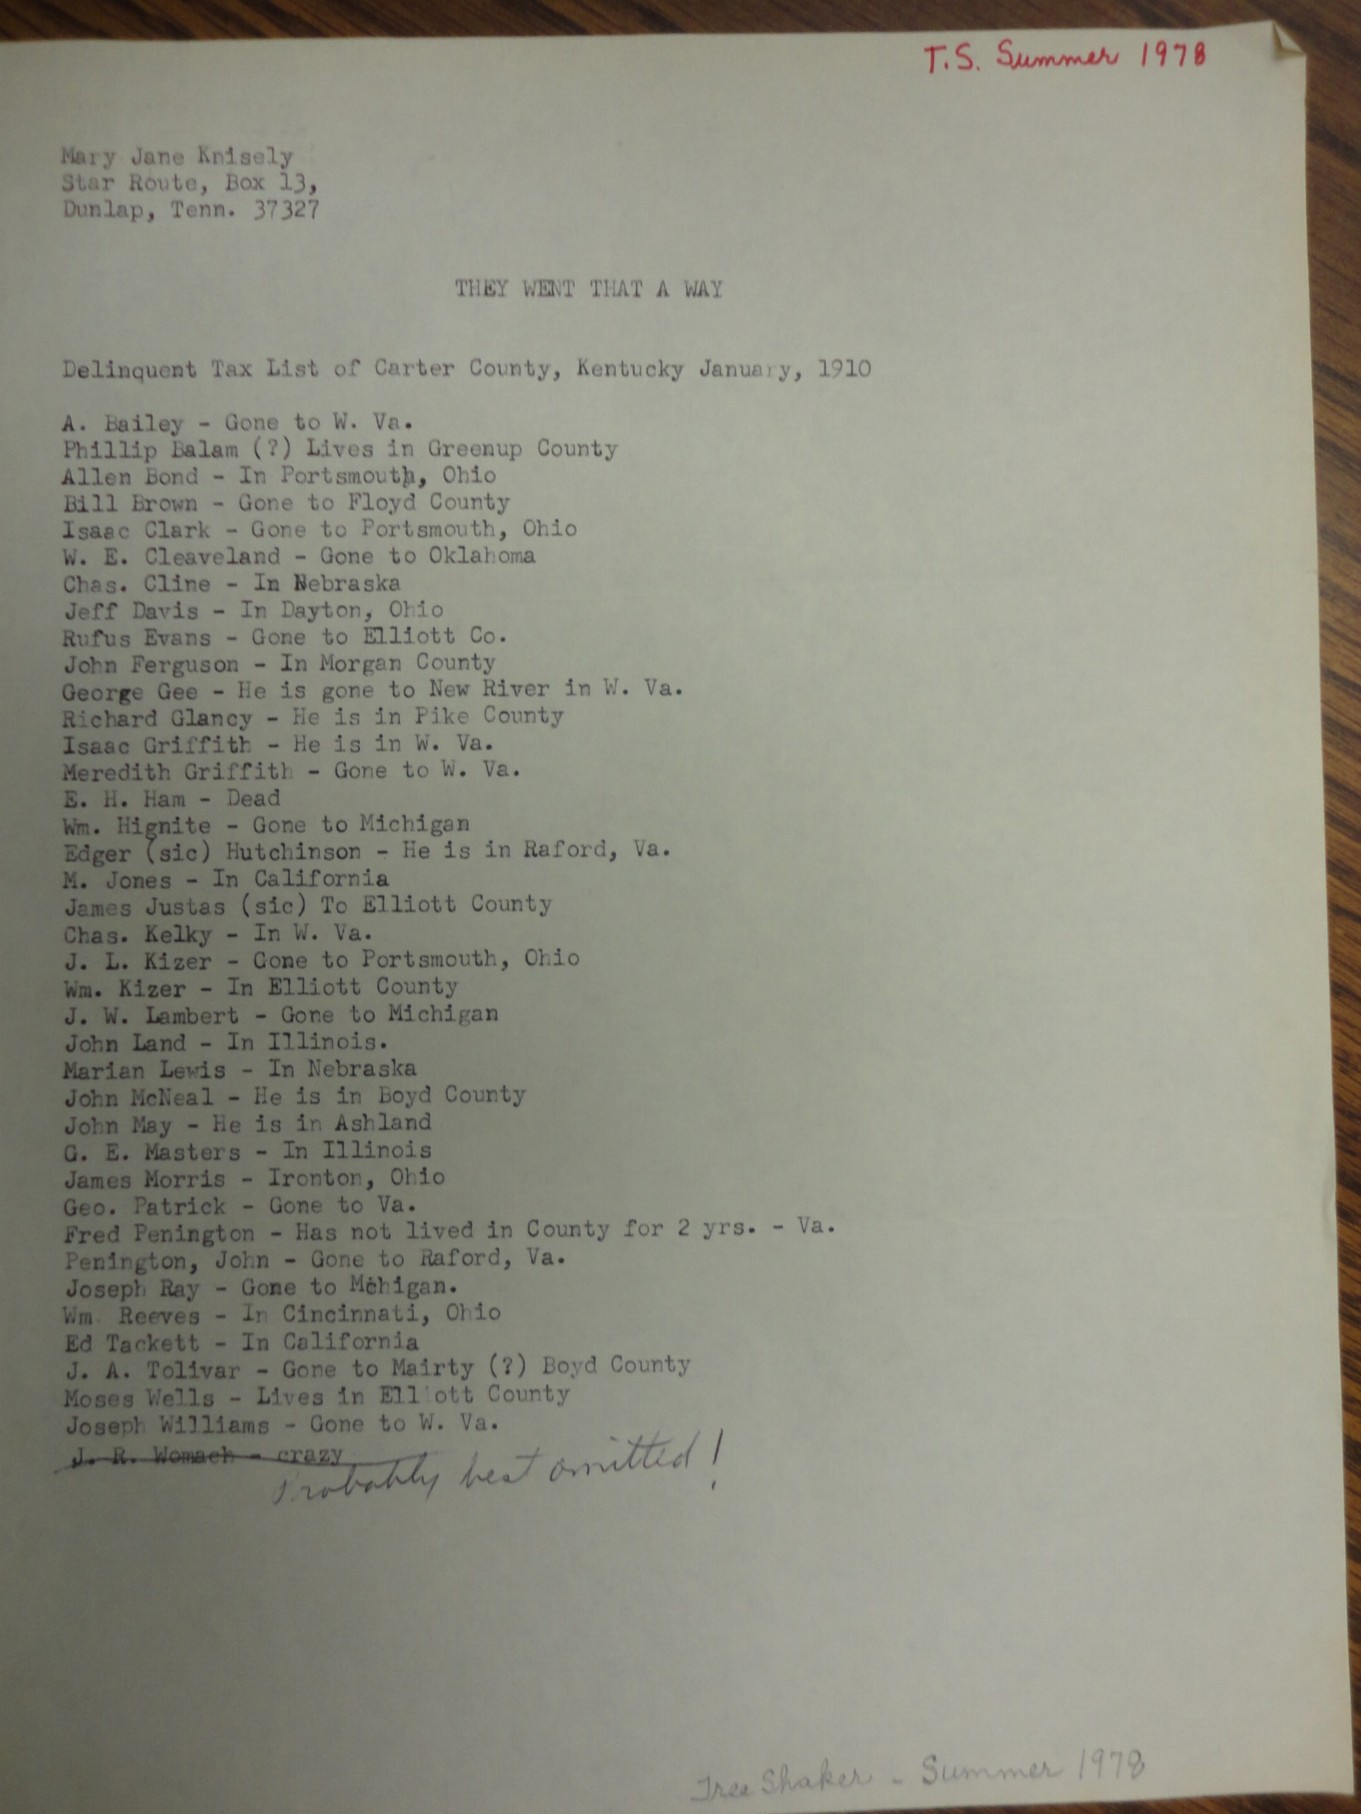 T.S. Summer 1978
Mary Jane Knisely
Star Route, Box 13,
Dunlap, Tenn. 37327
THEY WENT THAT A WAY
Delinquent Tax List of Carter County, Kentucky January, 1910
A. Bailey - Gone to W. Va.
Phillip Balam (?) Lives in Greenup County
Allen Bond - In Portsmouth, Ohio
Bill Brown - Gone to Floyd County
Isaac Clark - Gone to Portsmouth, Ohio
W. E. Cleaveland - Gone to Oklahoma
Chas. Cline - In Nebraska
Jeff Davis - In Dayton, Ohio
Rufus Evans - Gone to Elliott Co.
John Ferguson - In Morgan County
George Gee - He is gone to New River in W. Va.
Richard Glancy - He is in Pike County
Isaac Griffith - He is in W. Va.
Meredith Griffith - Gone to W. Va.
E. H. Ham - Dead
Wm. Hignite - Gone to Michigan
Edger (sic) Hutchinson - He is in Raford, Va.
M. Jones - In California
James Justas (sic) To Elliott County
Chas. Kelky - In W. Va.
J. L. Kizer - Gone to Portsmouth, Ohio
Wm. Kizer - In Elliott County
J. W. Lambert - Gone to Michigan
John Land - In Illinois.
Marian Lewis - In Nebraska
John McNeal - He is in Boyd County
John May - He is in Ashland
G. E. Masters - In Illinois
James Morris - Ironton, Ohio
Geo. Patrick - Gone to Va.
Fred Penington - Has not lived in County for 2 yrs. - Va.
Penington, John - Gone to Raford, Va.
Joseph Ray - Gone to Mchigan.
Wm. Reeves - In Cincinnati, Ohio
Ed Tackett - In California
J. A. Tolivar - Gone to Mairty (?) Boyd County
Moses Wells - Lives in Elliott County
Joseph Williams - Gone to W. Va.
J. R. Womach - crazy
Probably best omitted!
Tree Shaker - Summer 1978